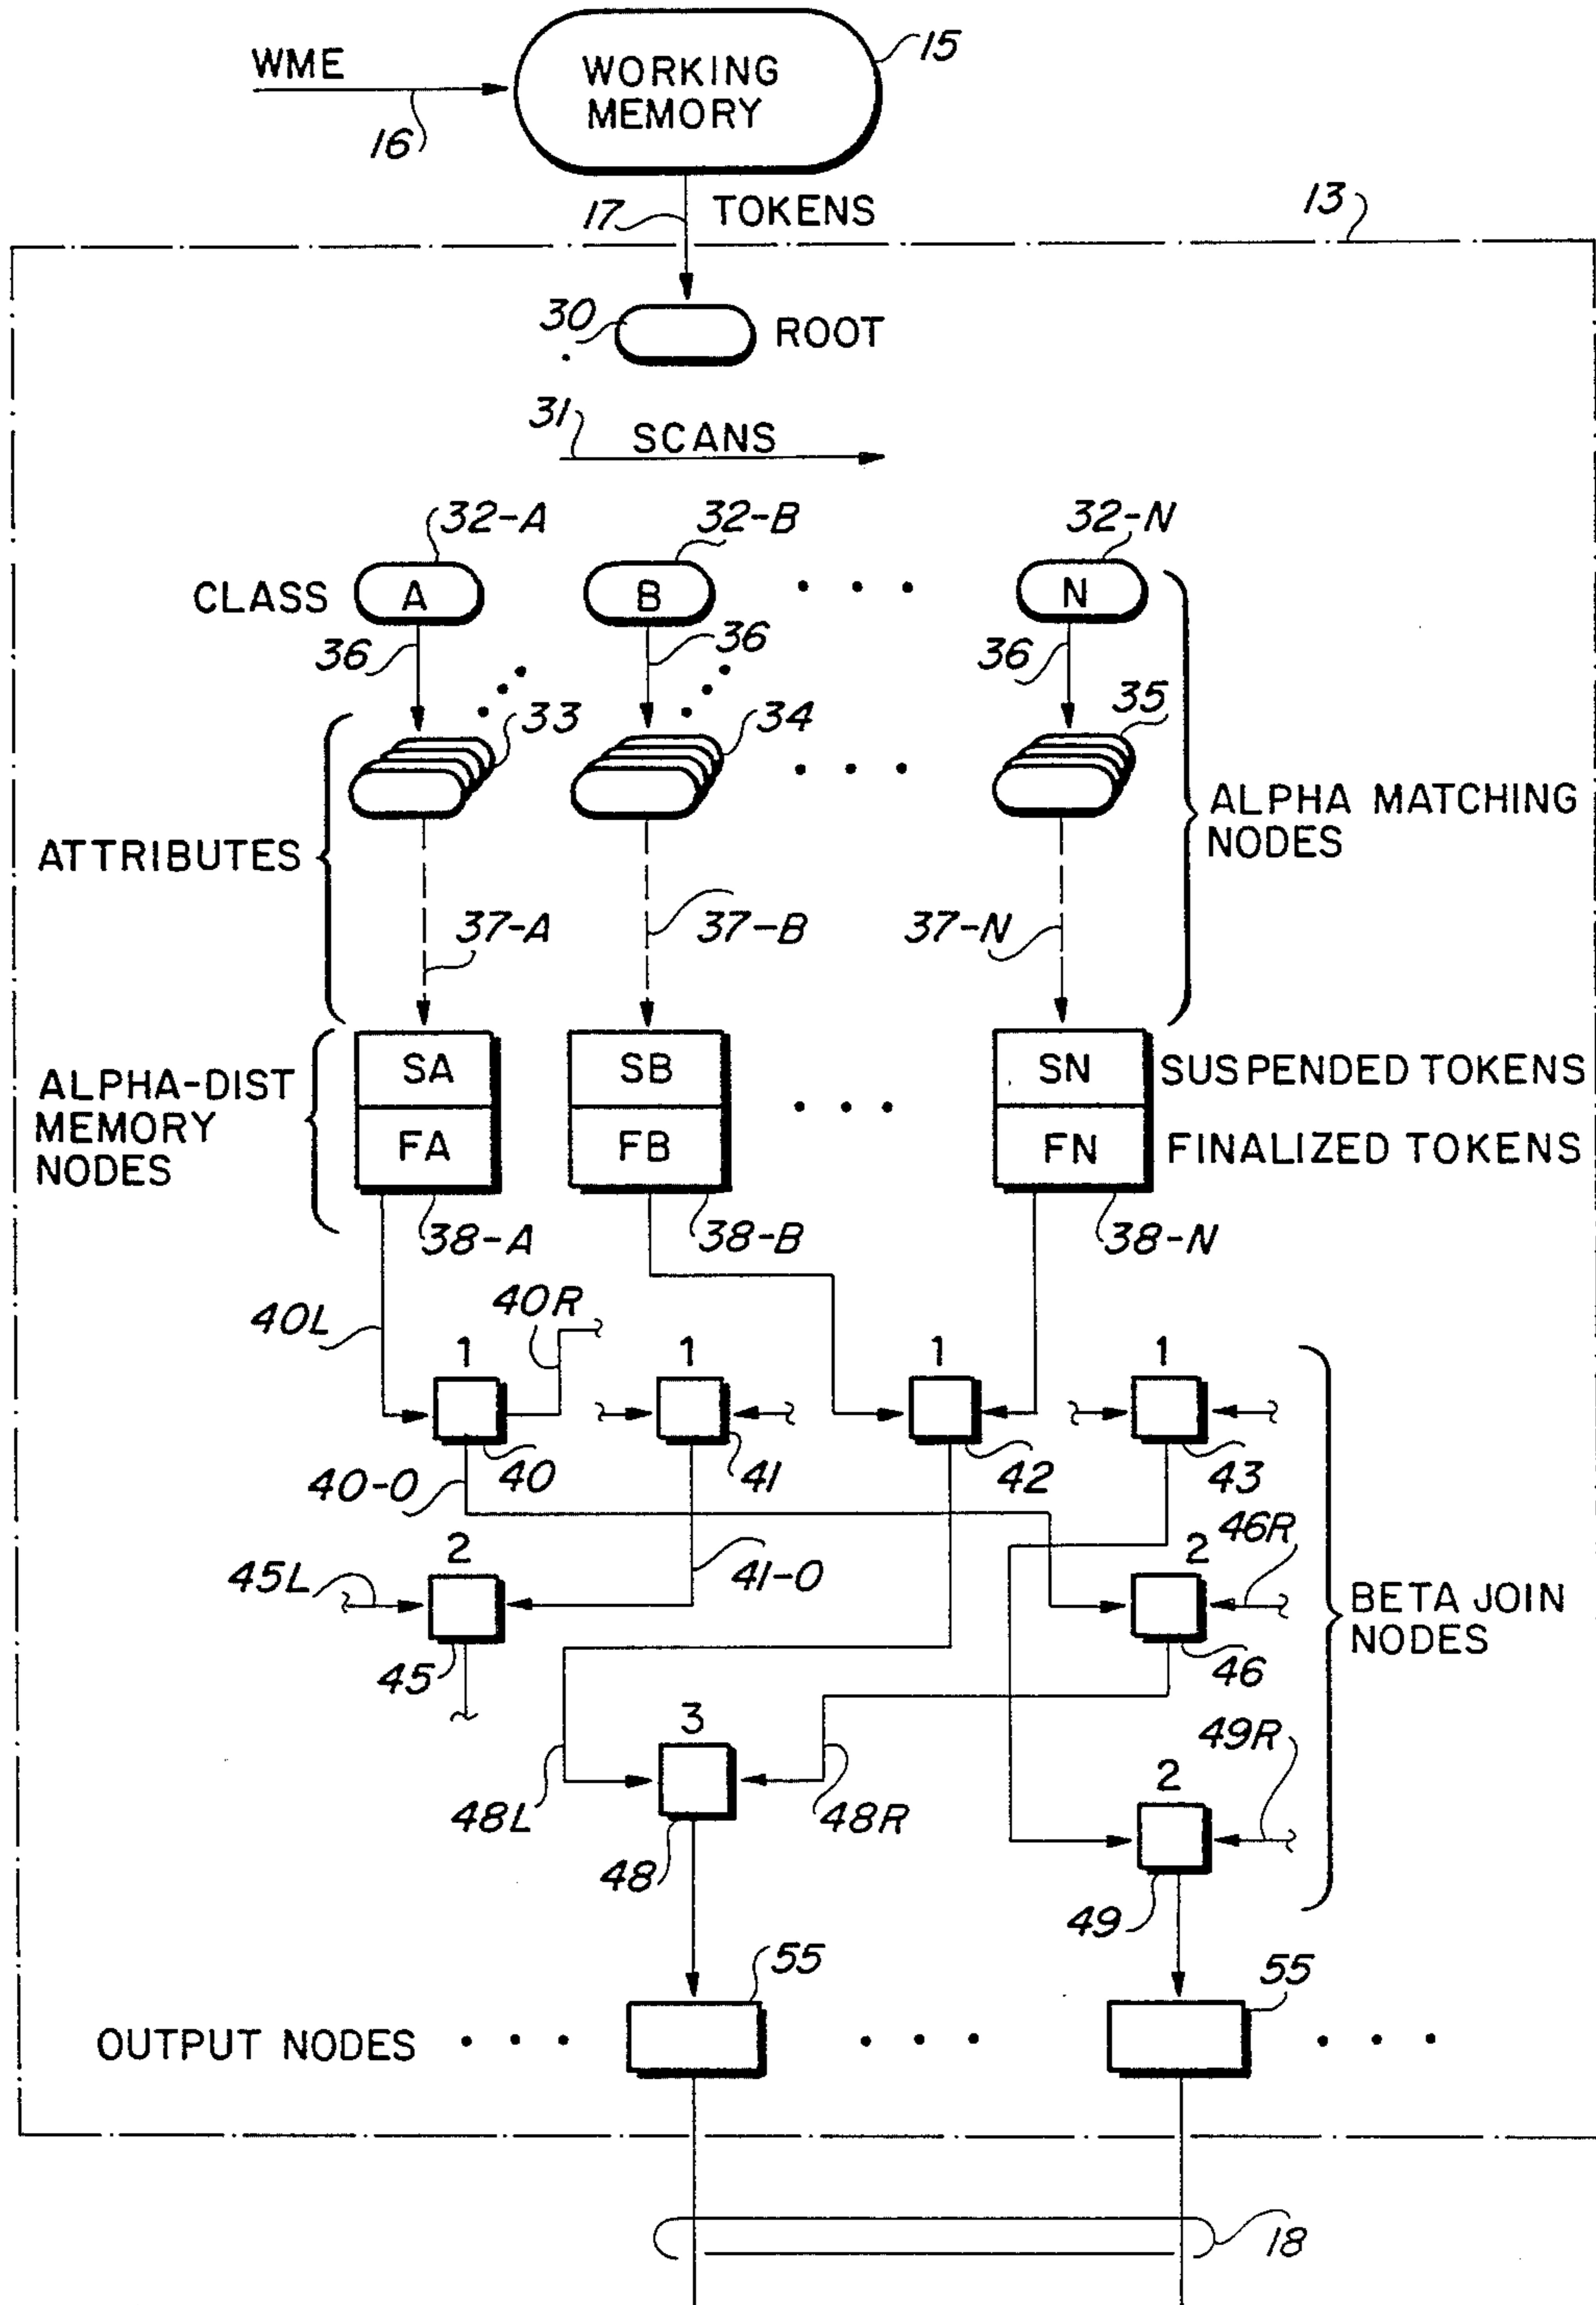 WME
16
WORKING
MEMORY
15
17
TOKENS
13
30
ROOT
31
SCANS
32-A
32-B
32-N
CLASS
A
B
N
36
36
36
33
34
35
ATTRIBUTES
ALPHA MATCHING
NODES
37-A
37-B
37-N
ALPHA-DIST
MEMORY
NODES
SA
SB
SN
SUSPENDED TOKENS
FA
FB
FN
FINALIZED TOKENS
38-A
38-B
38-N
40L
40R
1
1
1
1
40
41
42
43
40-0
41-0
45L
2
2
46R
45
46
BETA JOIN
NODES
3
48L
48R
48
2
49R
49
55
55
OUTPUT NODES
18